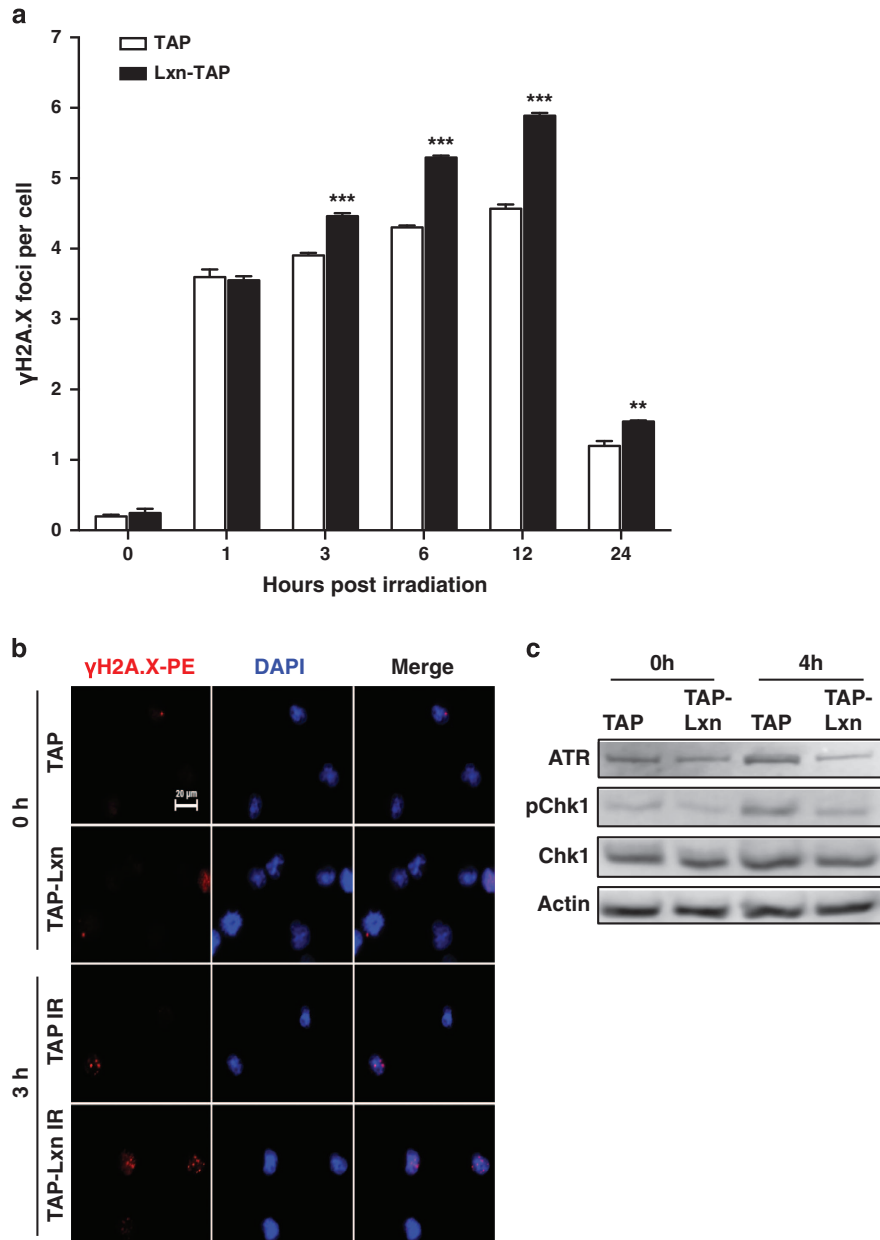 a
TAP
Lxn-TAP
7
6
5
4
3
2
1
0
γH2A.X foci per cell
***
***
***
**
0 1 3 6 12 24
Hours post irradiation
b
γH2A.X-PE DAPI Merge
0 h
TAP
20 μm
TAP-Lxn
3 h
TAP IR
TAP-Lxn IR
c
0h 4h
TAP TAP-Lxn TAP TAP-Lxn
ATR
pChk1
Chk1
Actin